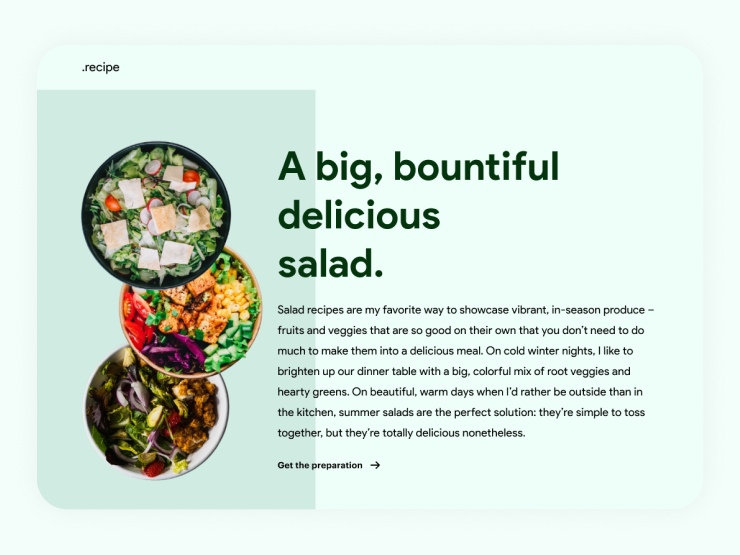 .recipe
A big, bountiful
delicious
salad.
Salad recipes are my favorite way to showcase vibrant, in-season produce –
fruits and veggies that are so good on their own that you don’t need to do
much to make them into a delicious meal. On cold winter nights, I like to
brighten up our dinner table with a big, colorful mix of root veggies and
hearty greens. On beautiful, warm days when I’d rather be outside than in
the kitchen, summer salads are the perfect solution: they’re simple to toss
together, but they’re totally delicious nonetheless.
Get the preparation →